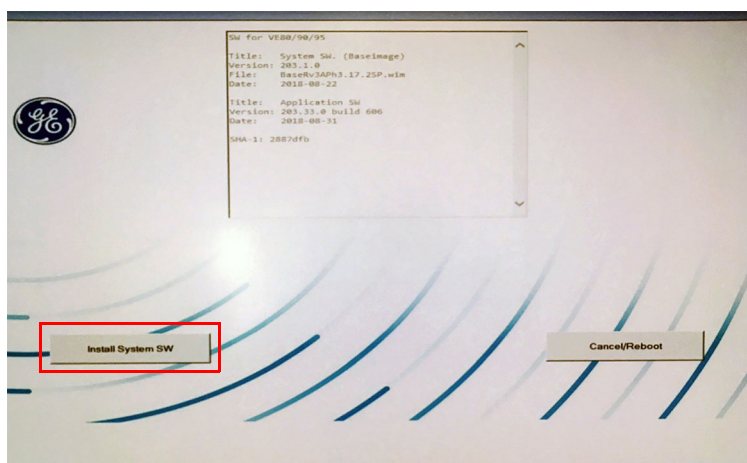 SW for VE80/90/95
Title: System SW. (Baseimage)
Version: 203.1.0
File: BaseRv3APh3.17.2SP.wim
Date: 2018-08-22
Title: Application SW
Version: 203.33.0 build 606
Date: 2018-08-31
SHA-1: 2887dfb
GE
Install System SW
Cancel/Reboot